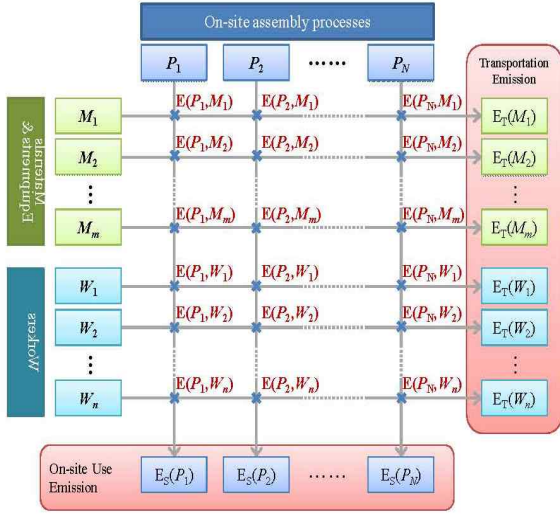 On-site assembly processes
P1 P2 ...... PN
Transportation
Emission
Equipments &
Materials
M1 E(P1,M1) E(P2,M1) E(PN,M1) ET(M1)
M2 E(P1,M2) E(P2,M2) E(PN,M2) ET(M2)
Mm E(P1,Mm) E(P2,Mm) E(PN,Mm) ET(Mm)
Workers
W1 E(P1,W1) E(P2,W1) E(PN,W1) ET(W1)
W2 E(P1,W2) E(P2,W2) E(PN,W2) ET(W2)
Wn E(P1,Wn) E(P2,Wn) E(PN,Wn) ET(Wn)
On-site Use
Emission
ES(P1) ES(P2) ...... ES(PN)